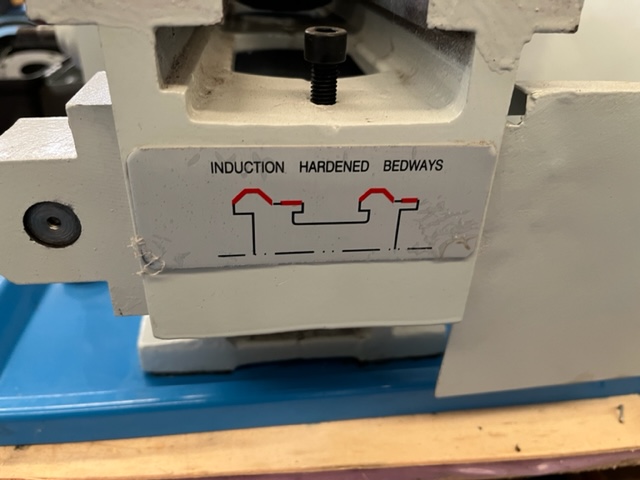 INDUCTION HARDENED BEDWAYS